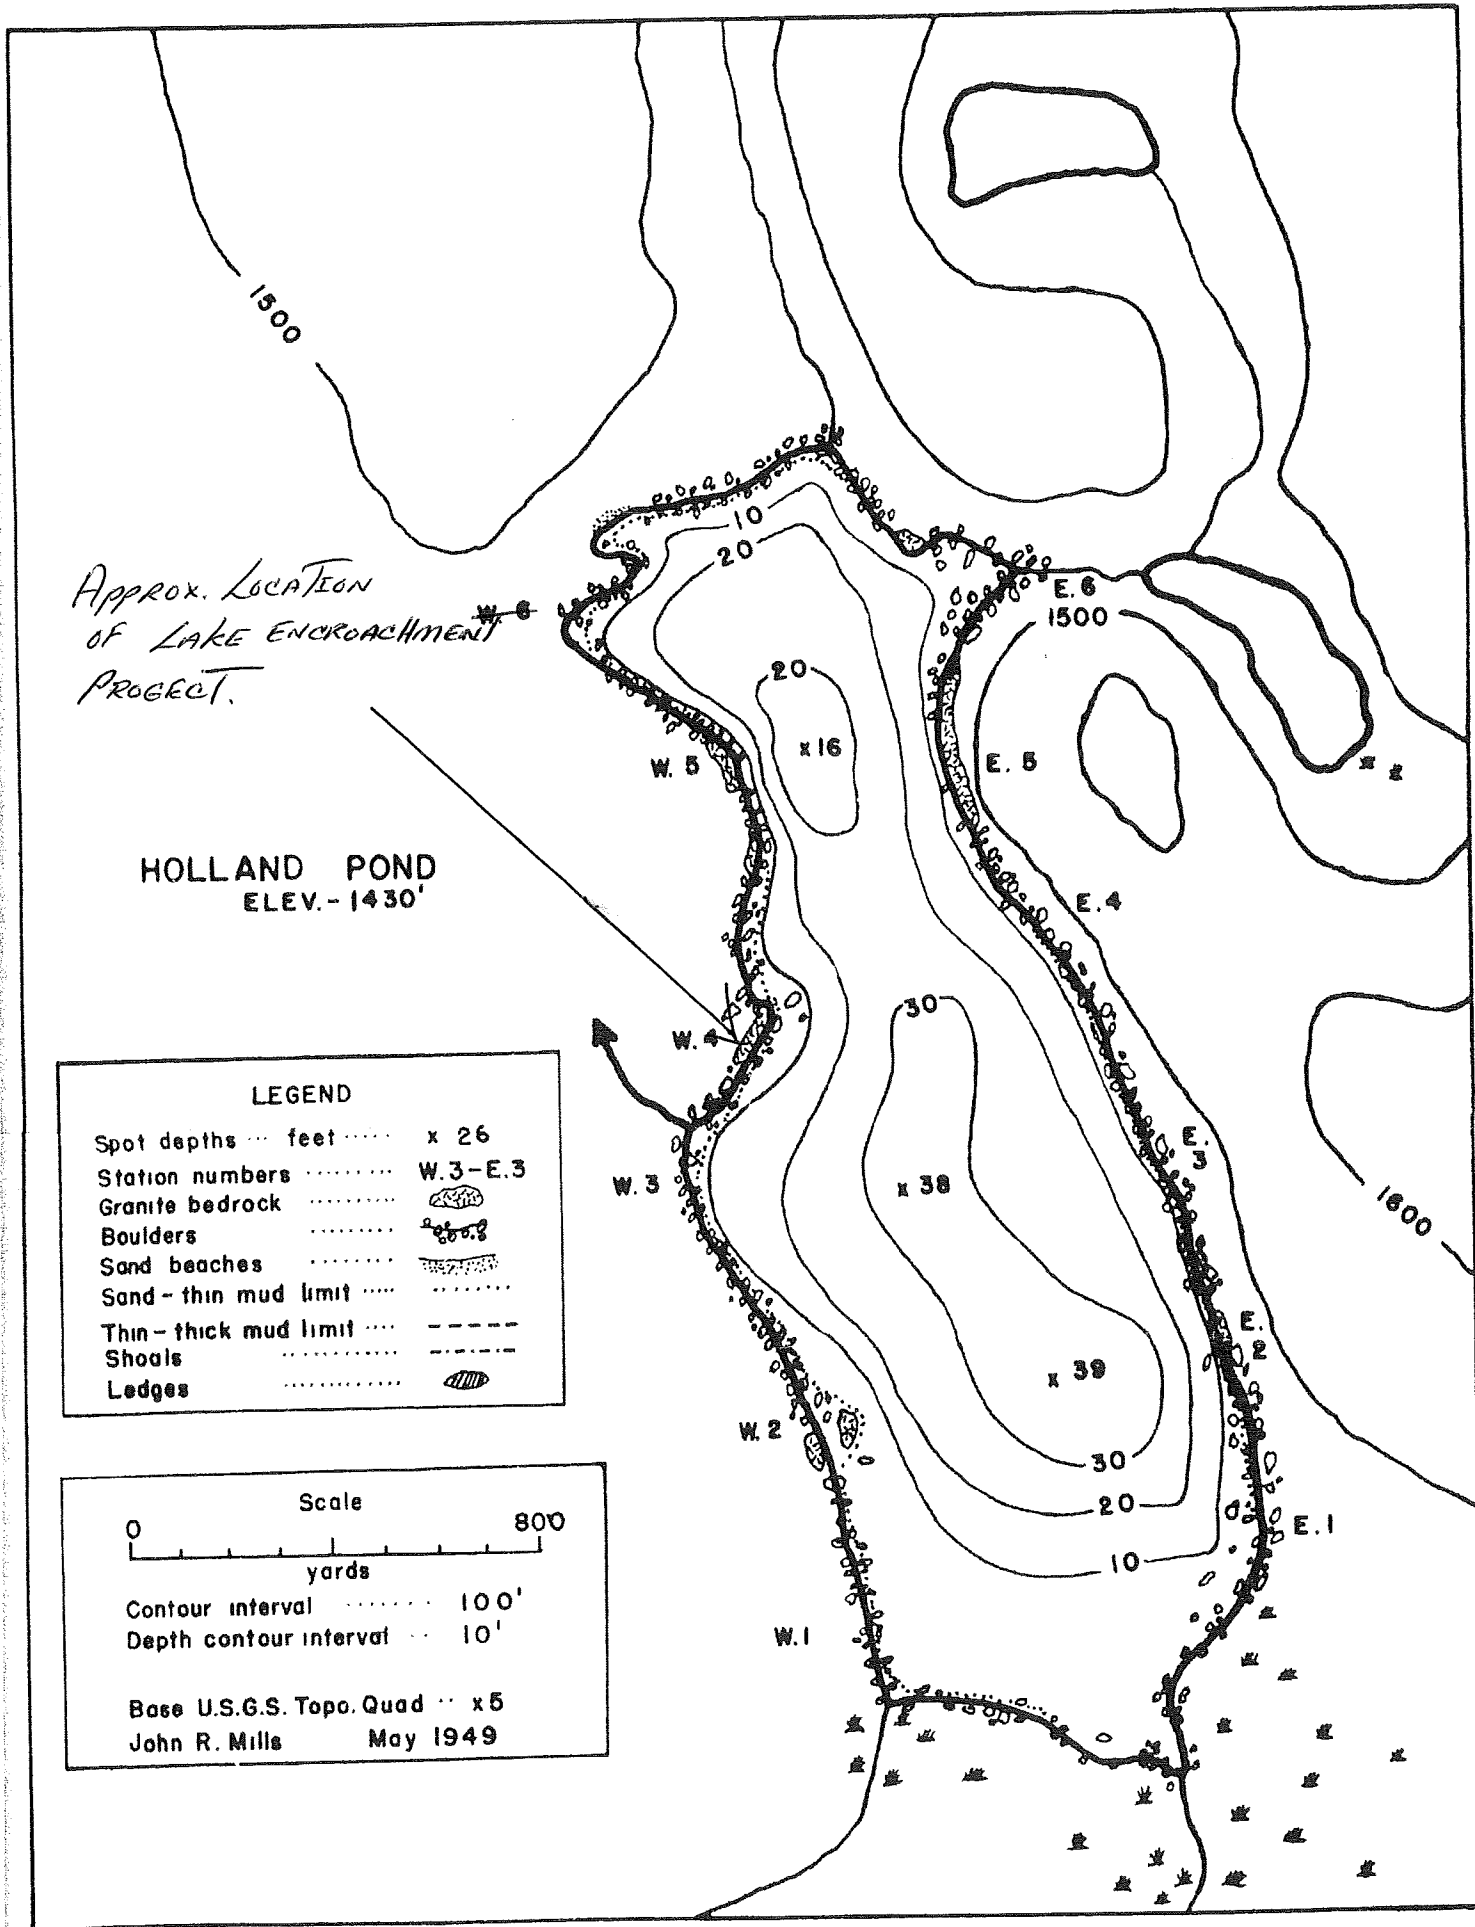 1500
10
20
APPROX. LOCATION
OF LAKE ENCROACHMENT
PROGECT.
W. 6
E. 6
1500
20
x 16
W. 5
E. 5
HOLLAND POND
ELEV.- 1430'
E. 4
30
W. 4
LEGEND
Spot depths ... feet ..... x 26
Station numbers ......... W.3-E.3
Granite bedrock .........
Boulders ........
Sand beaches ........
Sand - thin mud limit ..... ........
Thin - thick mud limit .... ------
Shoals ........... -·-·-·-
Ledges ............
W. 3
E. 3
x 38
1600
E. 2
x 39
W. 2
30
20
10
E. 1
Scale
0 800
yards
Contour interval ....... 100'
Depth contour interval .. 10'
Base U.S.G.S. Topo. Quad .. x5
John R. Mills May 1949
W. 1